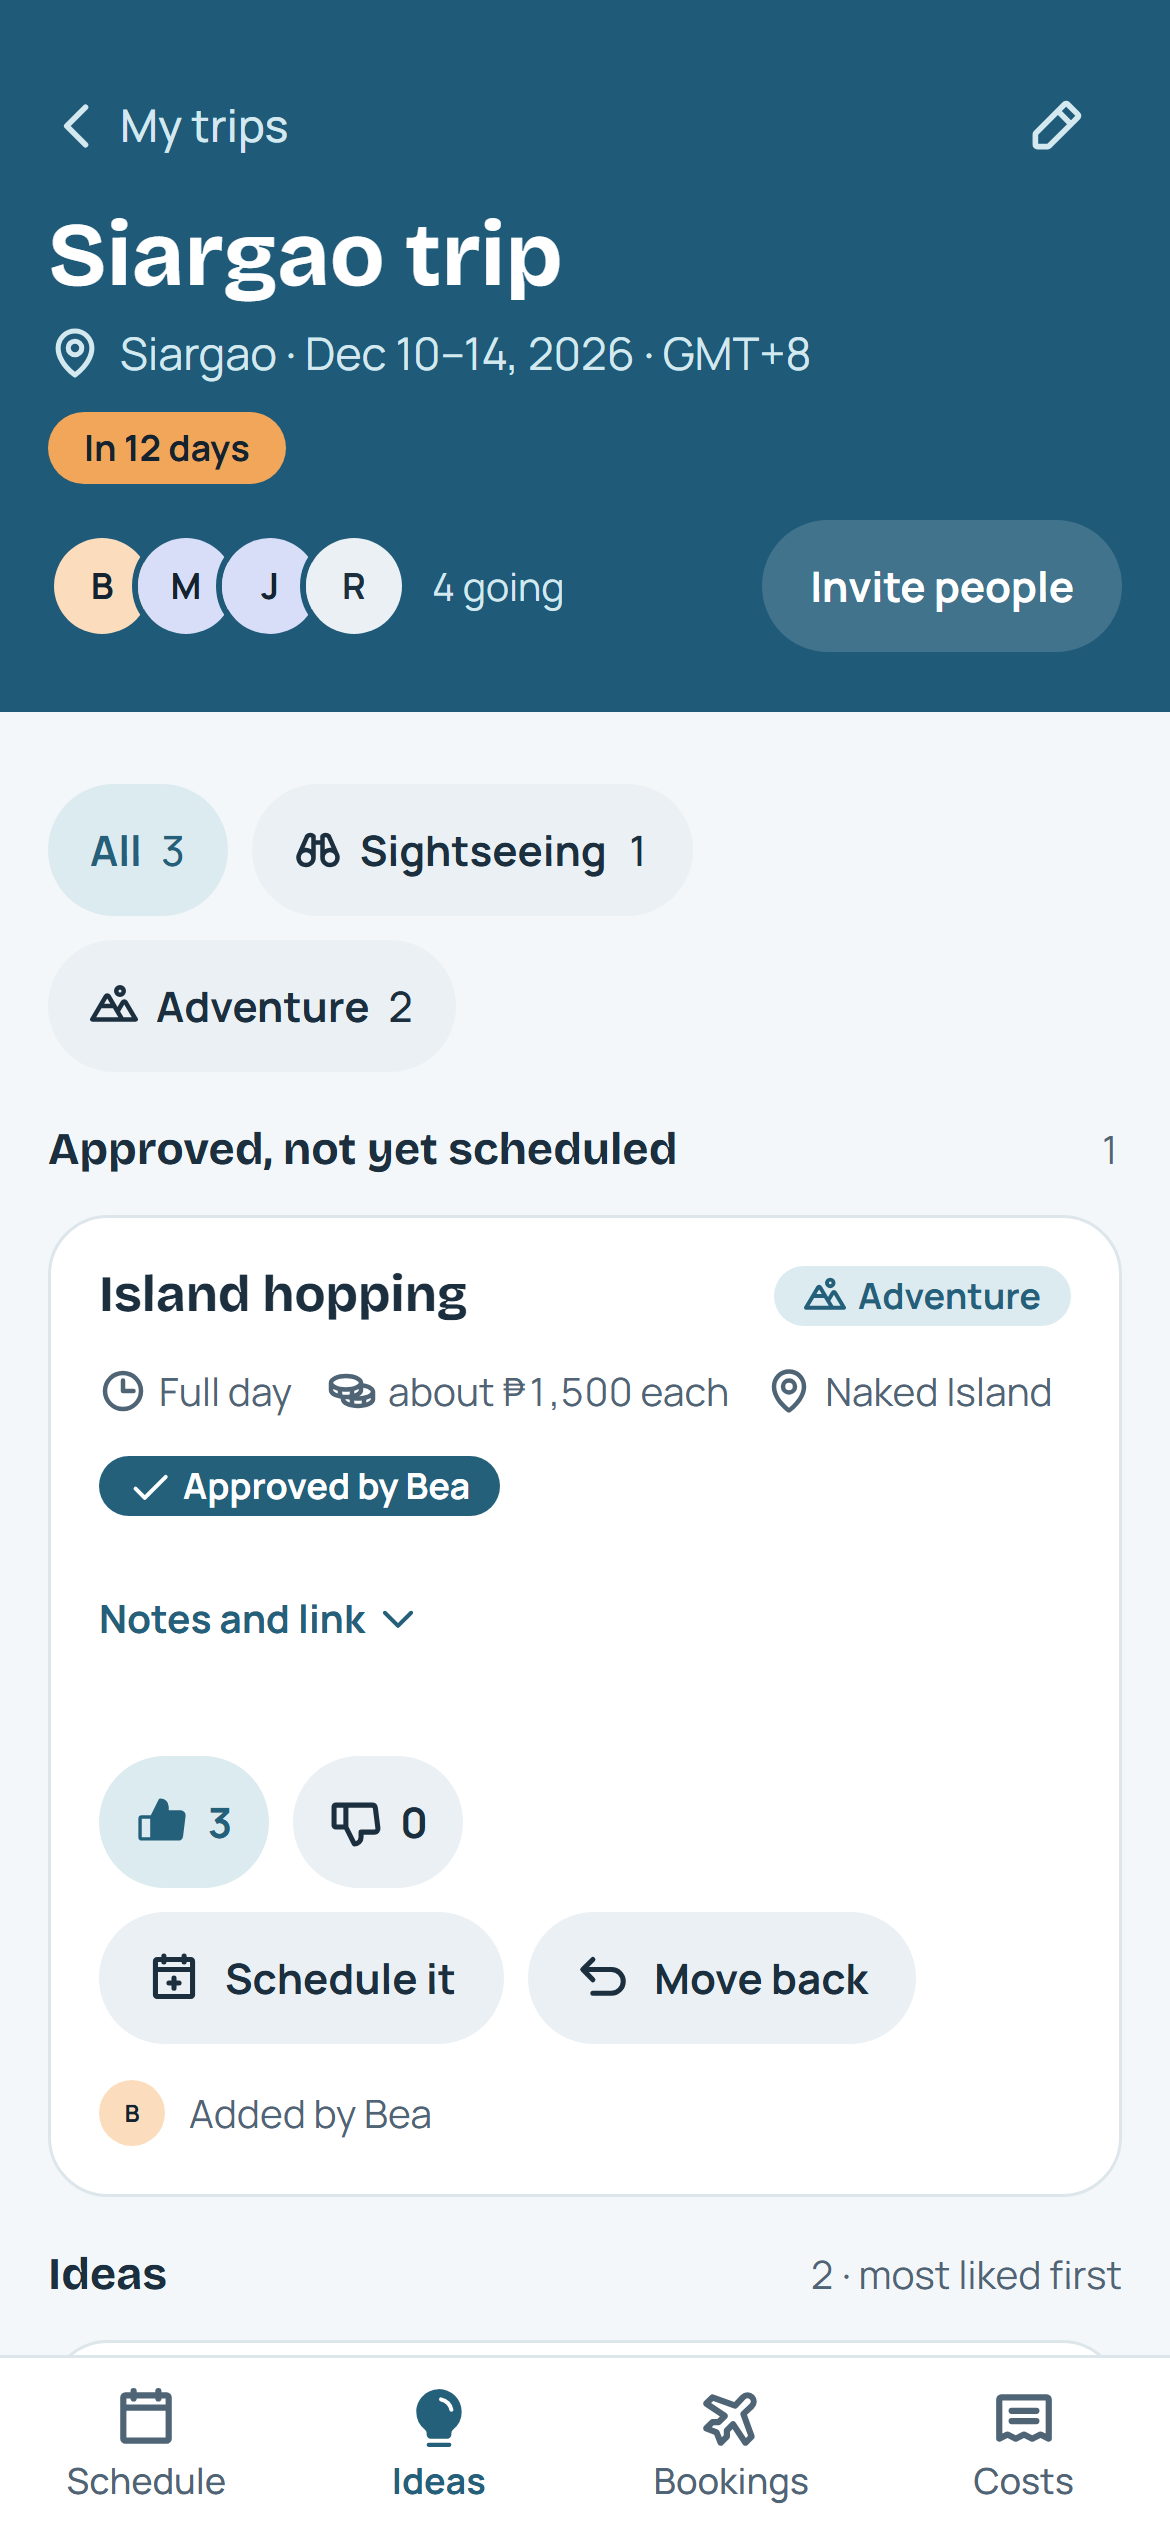 My trips
Siargao trip
Siargao · Dec 10–14, 2026 · GMT+8
In 12 days
B M J R 4 going Invite people
All 3 Sightseeing 1
Adventure 2
Approved, not yet scheduled 1
Island hopping Adventure
Full day about ₱1,500 each Naked Island
Approved by Bea
Notes and link
3 0
Schedule it Move back
B Added by Bea
Ideas 2 · most liked first
Schedule Ideas Bookings Costs